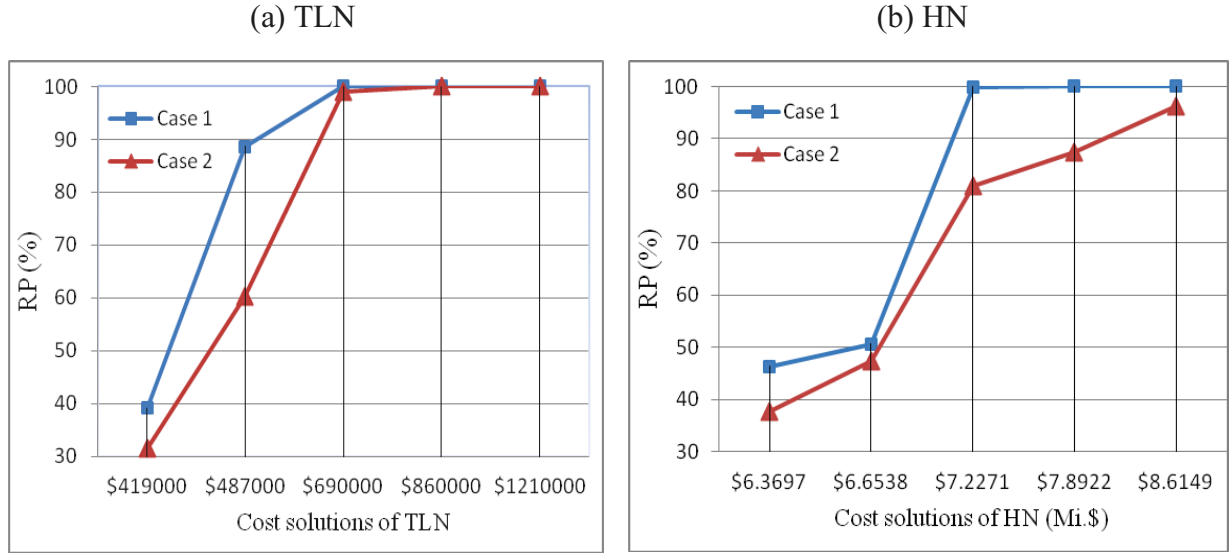 (a) TLN
(b) HN
100
90
80
70
60
50
40
30
RP (%)
Case 1
Case 2
$419000 $487000 $690000 $860000 $1210000
Cost solutions of TLN
100
90
80
70
60
50
40
30
RP (%)
Case 1
Case 2
$6.3697 $6.6538 $7.2271 $7.8922 $8.6149
Cost solutions of HN (Mi.$)